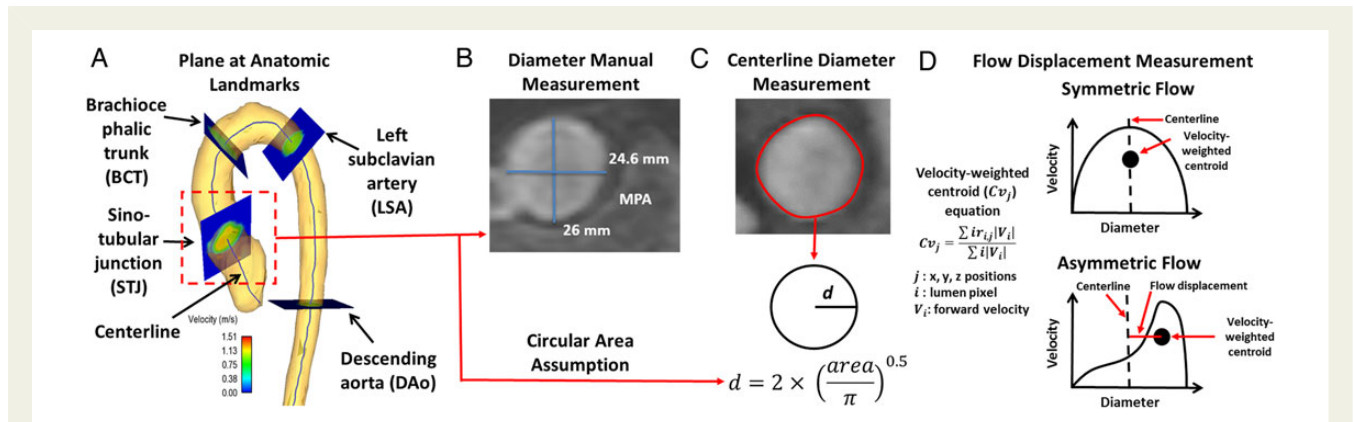 A
Plane at Anatomic
Landmarks
Brachioce
phalic
trunk
(BCT)
Left
subclavian
artery
(LSA)
Sino-
tubular
junction
(STJ)
Centerline
Velocity (m/s)
1.51
1.13
0.75
0.38
0.00
Descending
aorta (DAo)
B
Diameter Manual
Measurement
24.6 mm
MPA
26 mm
Circular Area
Assumption
C
Centerline Diameter
Measurement
d
d = 2 × (area/π)^0.5
D
Flow Displacement Measurement
Symmetric Flow
Centerline
Velocity-
weighted
centroid
Velocity
Diameter
Velocity-weighted
centroid (Cvj)
equation
Cvj = ∑ iri,j|Vi| / ∑ i|Vi|
j : x, y, z positions
i : lumen pixel
Vi: forward velocity
Asymmetric Flow
Centerline
Flow displacement
Velocity-
weighted
centroid
Velocity
Diameter